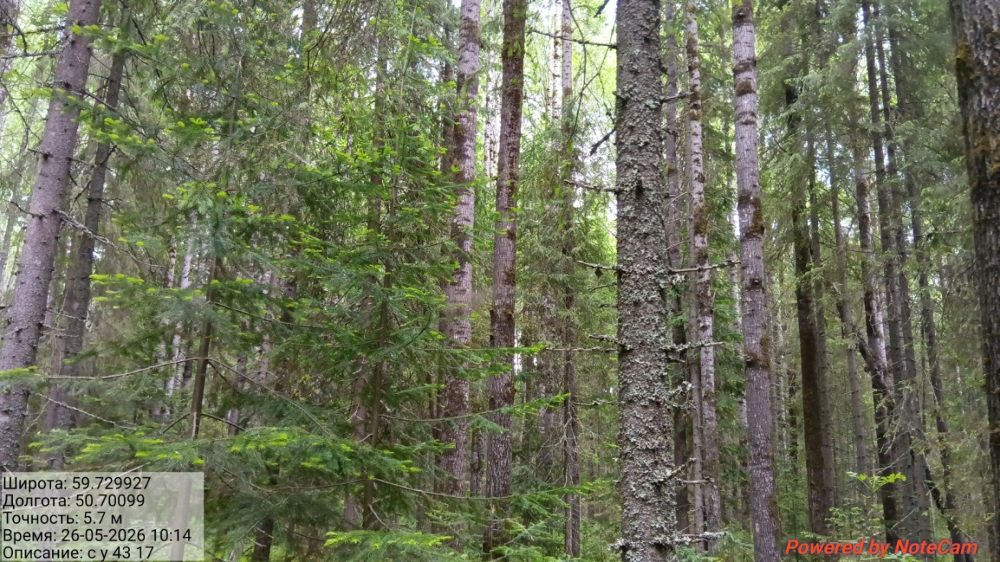 Широта: 59.729927
Долгота: 50.70099
Точность: 5.7 м
Время: 26-05-2026 10:14
Описание: с у 43 17
Powered by NoteCam